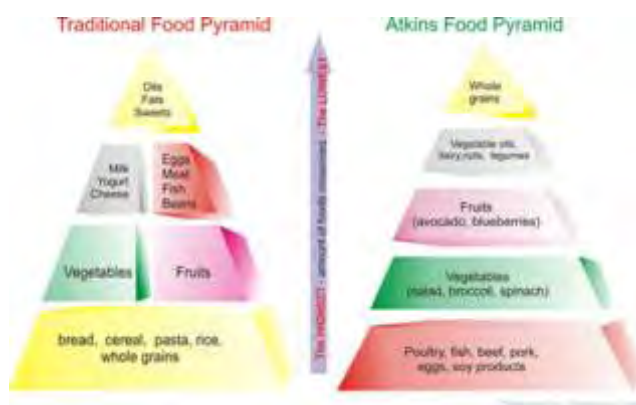 Traditional Food Pyramid
Oils
Fats
Sweets
Milk
Yogurt
Cheese
Eggs
Meat
Fish
Beans
Vegetables
Fruits
bread, cereal, pasta, rice,
whole grains
The HIGHEST - amount of foods - The LOWEST
Atkins Food Pyramid
Whole
grains
Vegetable oils,
dairy,nuts, legumes
Fruits
(avocado, blueberries)
Vegetables
(salad, broccoli, spinach)
Poultry, fish, beef, pork,
eggs, soy products